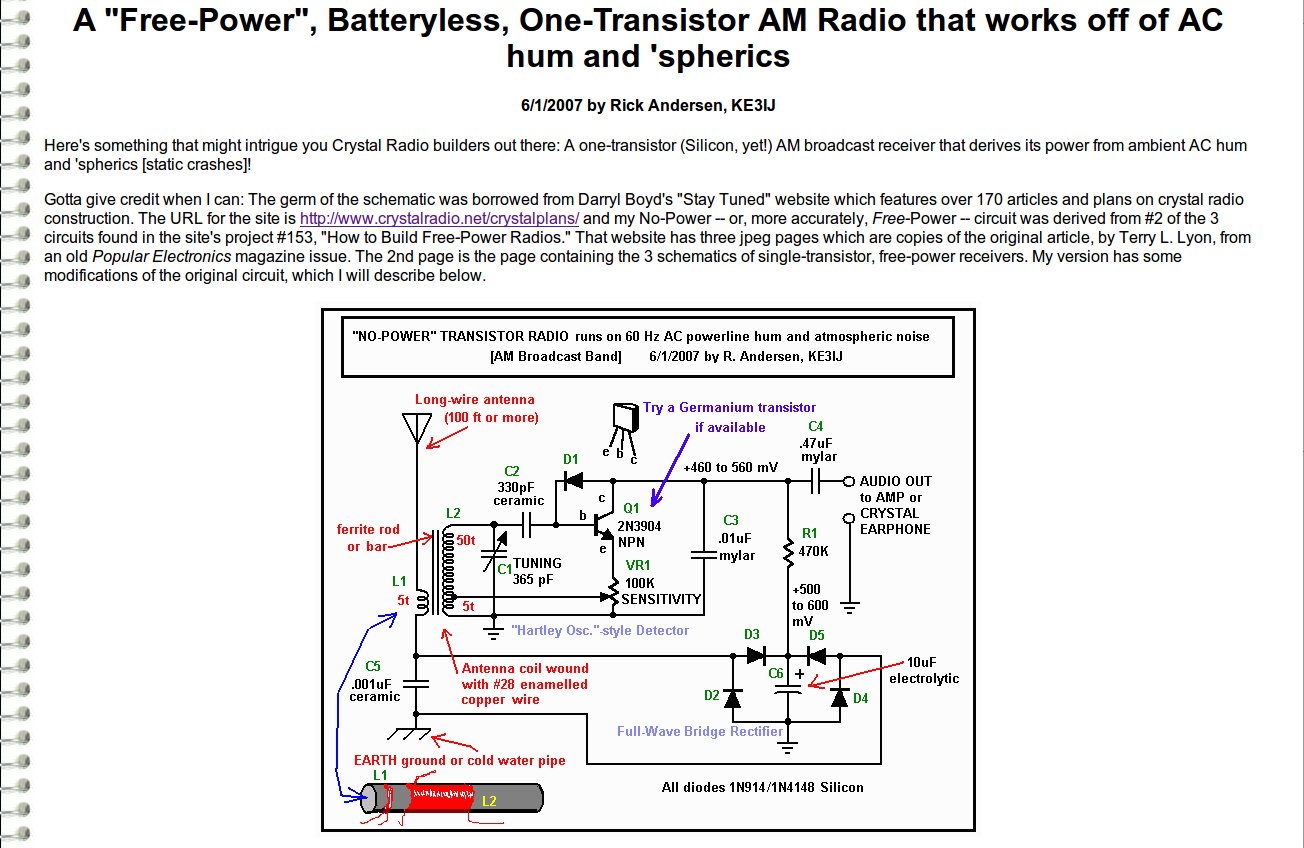 A "Free-Power", Batteryless, One-Transistor AM Radio that works off of AC
hum and 'spherics
6/1/2007 by Rick Andersen, KE3IJ
Here's something that might intrigue you Crystal Radio builders out there: A one-transistor (Silicon, yet!) AM broadcast receiver that derives its power from ambient AC hum
and 'spherics [static crashes]!
Gotta give credit when I can: The germ of the schematic was borrowed from Darryl Boyd's "Stay Tuned" website which features over 170 articles and plans on crystal radio
construction. The URL for the site is http://www.crystalradio.net/crystalplans/ and my No-Power -- or, more accurately, Free-Power -- circuit was derived from #2 of the 3
circuits found in the site's project #153, "How to Build Free-Power Radios." That website has three jpeg pages which are copies of the original article, by Terry L. Lyon, from
an old Popular Electronics magazine issue. The 2nd page is the page containing the 3 schematics of single-transistor, free-power receivers. My version has some
modifications of the original circuit, which I will describe below.
"NO-POWER" TRANSISTOR RADIO runs on 60 Hz AC powerline hum and atmospheric noise
[AM Broadcast Band] 6/1/2007 by R. Andersen, KE3IJ
Long-wire antenna
(100 ft or more)
Try a Germanium transistor
if available
e b c
C4
.47uF
mylar
D1
+460 to 560 mV
C2
330pF
ceramic
AUDIO OUT
to AMP or
CRYSTAL
EARPHONE
c
b
e
Q1
2N3904
NPN
L2
50t
ferrite rod
or bar
C3
.01uF
mylar
R1
470K
C1
TUNING
365 pF
VR1
100K
SENSITIVITY
L1
5t
5t
+500
to 600
mV
"Hartley Osc."-style Detector
D3
D5
C5
.001uF
ceramic
Antenna coil wound
with #28 enamelled
copper wire
C6
+
10uF
electrolytic
D2
D4
Full-Wave Bridge Rectifier
EARTH ground or cold water pipe
L1
L2
All diodes 1N914/1N4148 Silicon